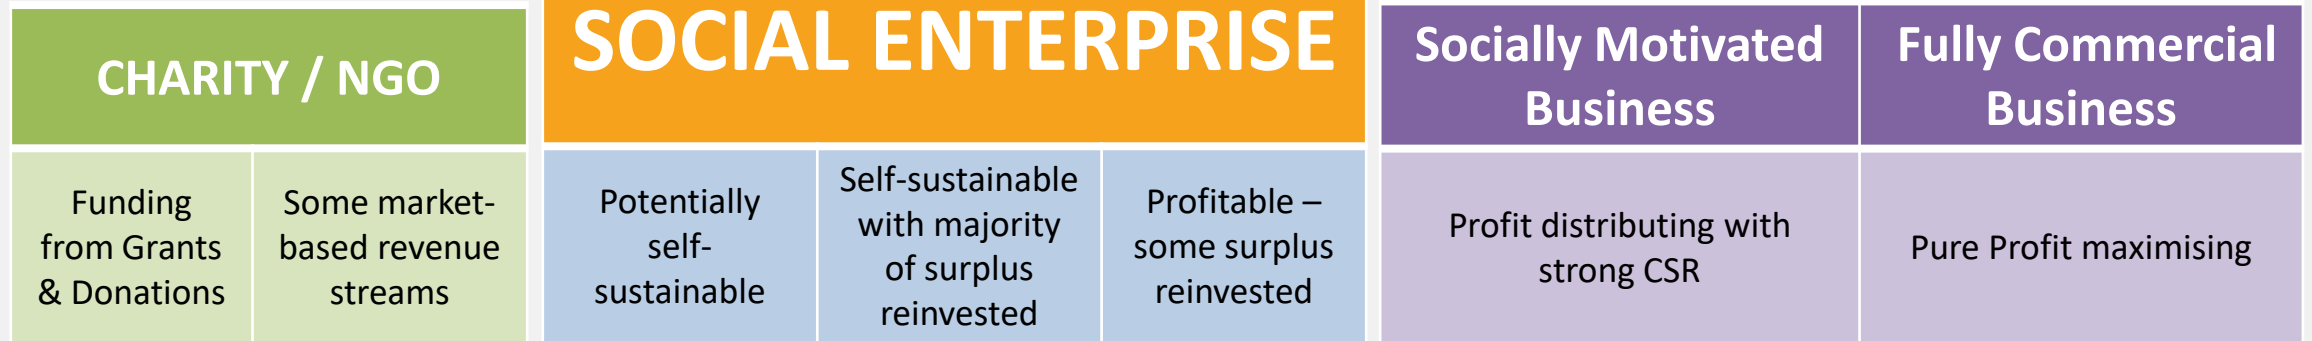 CHARITY / NGO
SOCIAL ENTERPRISE
Socially Motivated
Business
Fully Commercial
Business
Funding
from Grants
& Donations
Some market-
based revenue
streams
Potentially
self-
sustainable
Self-sustainable
with majority
of surplus
reinvested
Profitable –
some surplus
reinvested
Profit distributing with
strong CSR
Pure Profit maximising